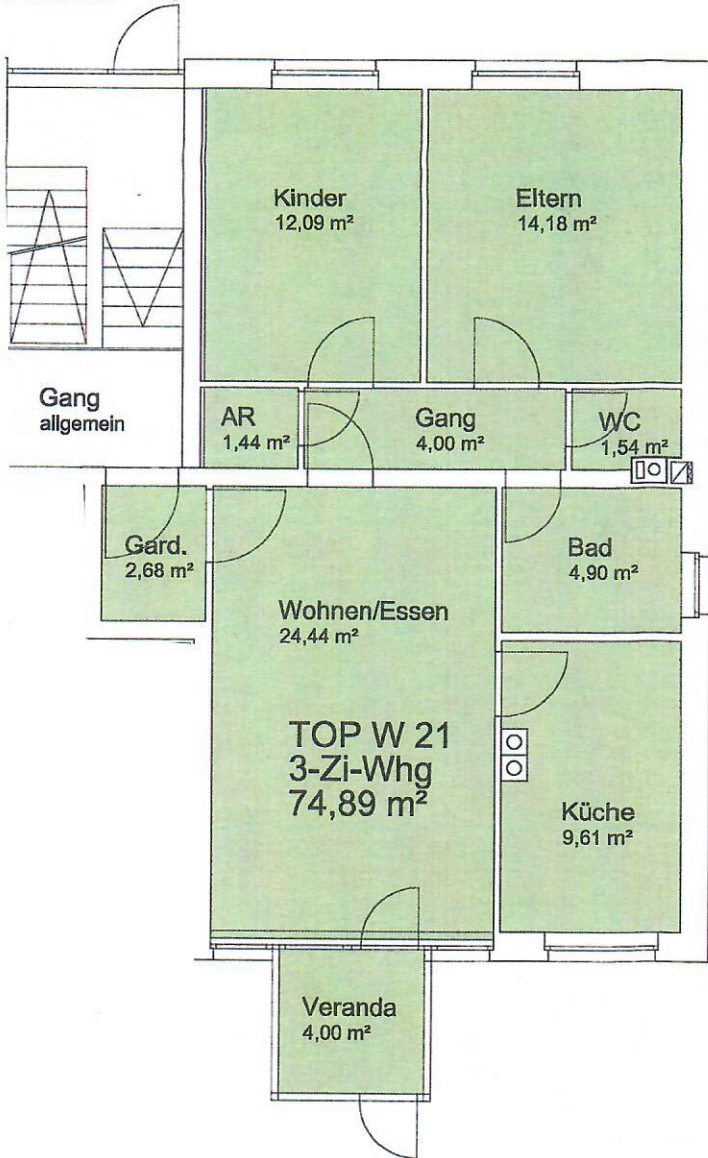 Kinder
12,09 m²
Eltern
14,18 m²
Gang
allgemein
AR
1,44 m²
Gang
4,00 m²
WC
1,54 m²
Gard.
2,68 m²
Bad
4,90 m²
Wohnen/Essen
24,44 m²
TOP W 21
3-Zi-Whg
74,89 m²
Küche
9,61 m²
Veranda
4,00 m²